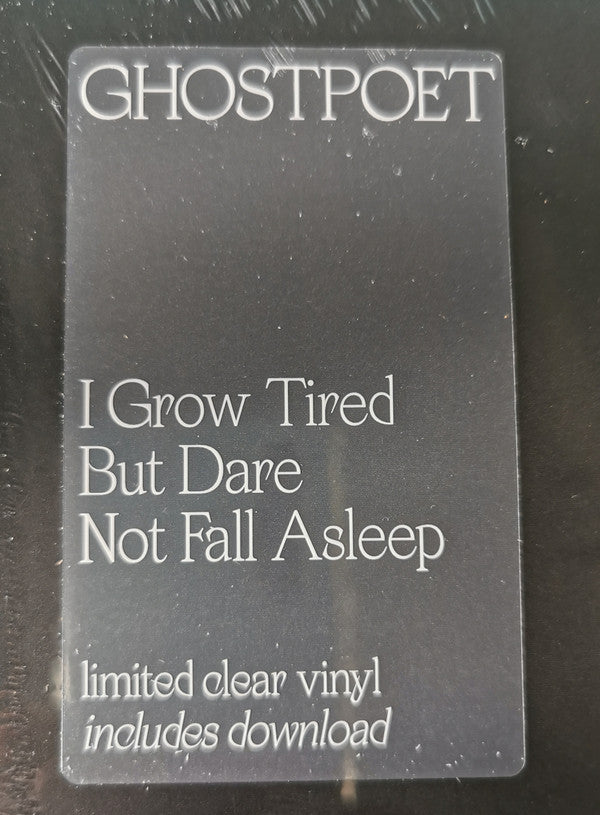 GHOSTPOET
I Grow Tired
But Dare
Not Fall Asleep
limited clear vinyl
includes download